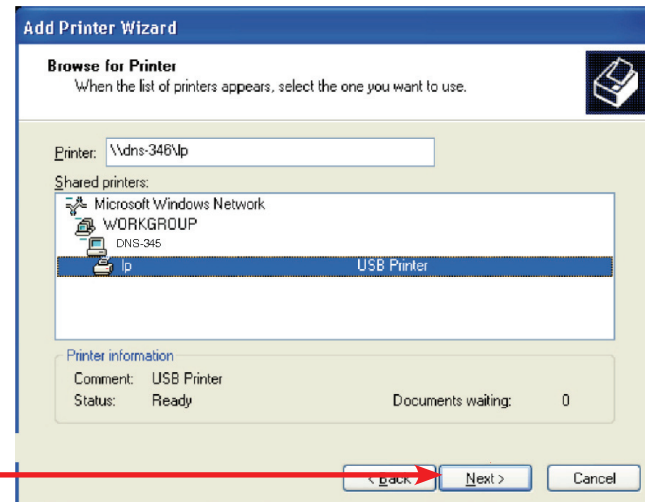 Add Printer Wizard
Browse for Printer
When the list of printers appears, select the one you want to use.
Printer: \\dns-346\lp
Shared printers:
Microsoft Windows Network
WORKGROUP
DNS-345
lp USB Printer
Printer information
Comment: USB Printer
Status: Ready Documents waiting: 0
< Back Next > Cancel